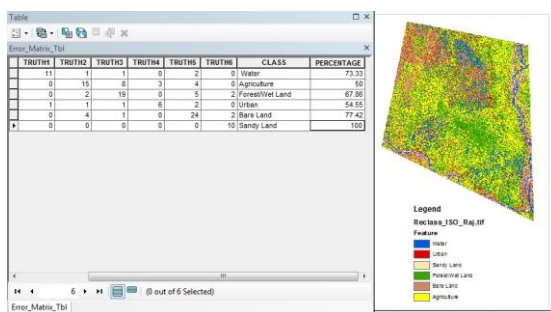 Table
Error_Matrix_Tbl
TRUTH1 TRUTH2 TRUTH3 TRUTH4 TRUTH5 TRUTH6 CLASS PERCENTAGE
11 1 1 0 2 0 Water 73.33
0 15 8 3 4 0 Agriculture 50
0 2 19 0 5 2 Forest/Wet Land 67.86
1 1 1 6 2 0 Urban 54.55
0 4 1 0 24 2 Bare Land 77.42
0 0 0 0 0 10 Sandy Land 100
6 (0 out of 6 Selected)
Error_Matrix_Tbl
Legend
Reclass_ISO_Raj.tif
Feature
Water
Urban
Sandy Land
Forest/Wet Land
Bare Land
Agriculture